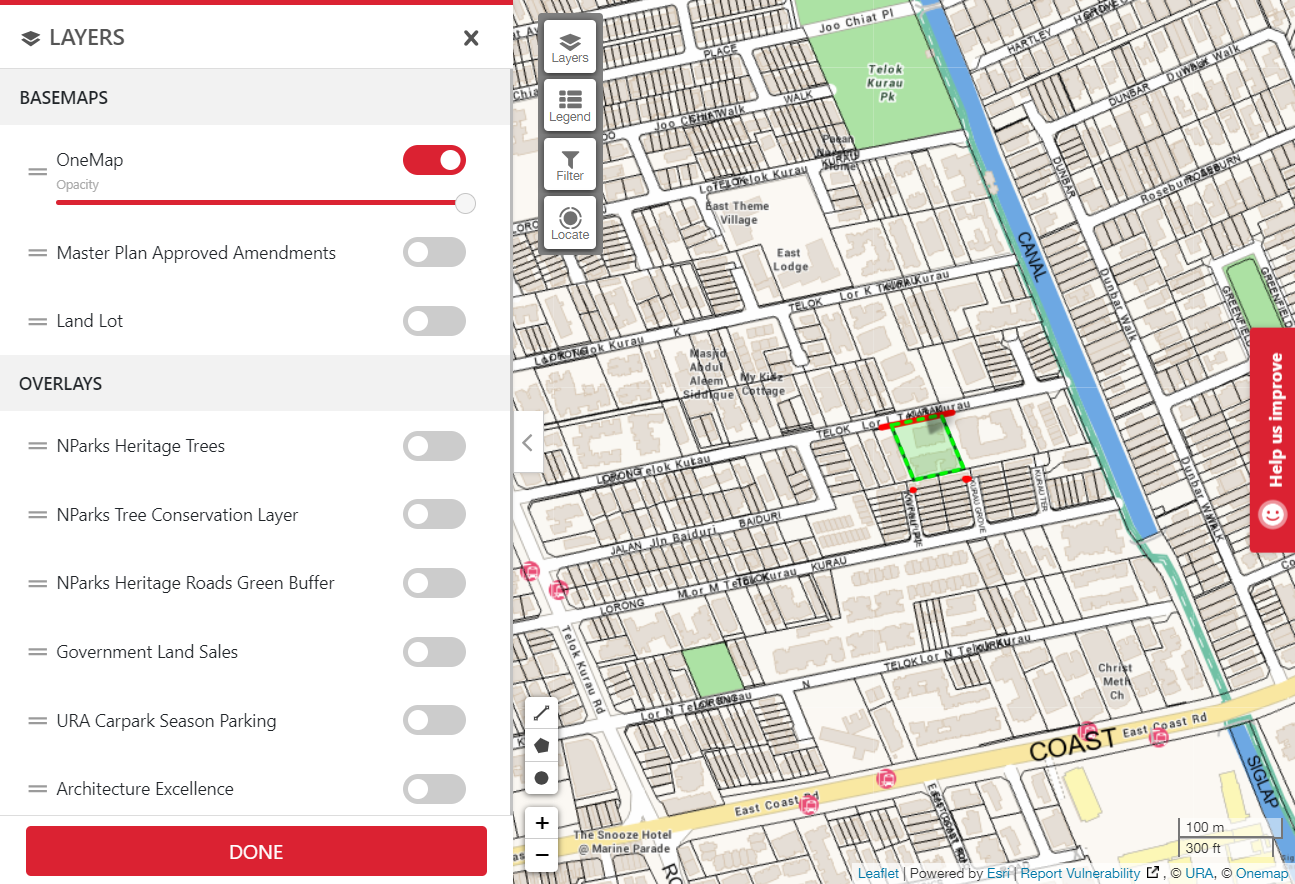 LAYERS
BASEMAPS
OneMap
Opacity
Master Plan Approved Amendments
Land Lot
OVERLAYS
NParks Heritage Trees
NParks Tree Conservation Layer
NParks Heritage Roads Green Buffer
Government Land Sales
URA Carpark Season Parking
Architecture Excellence
DONE
Layers
Legend
Filter
Locate
Joo Chiat Pl
PLACE
WALK
Telok
Kurau
Pk
HARTLEY
DUNBAR
DUNBAR
Dunbar Walk
Dunbar Walk
East Theme
Village
East
Lodge
CANAL
TELOK
Lor K Telok Kurau
K
Masjid
Abdul
Aleem
Siddique
My Kidz
Cottage
TELOK
LORONG
Telok Kurau
JALAN
Jln Baiduri
BAIDURI
KURAU GROVE
KURAU TER
KURAU
Lor M Telok Kurau
LORONG
Telok Kurau Rd
TELOK
Lor N Telok Kurau
N
Lor N Telok Kurau
Christ
Meth
Ch
GREENFIELD
GREENFIELD
Help us improve
COAST
East Coast Rd
East Coast Rd
SIGLAP
The Snooze Hotel
@ Marine Parade
+
−
100 m
300 ft
Leaflet | Powered by Esri | Report Vulnerability , © URA, © Onemap